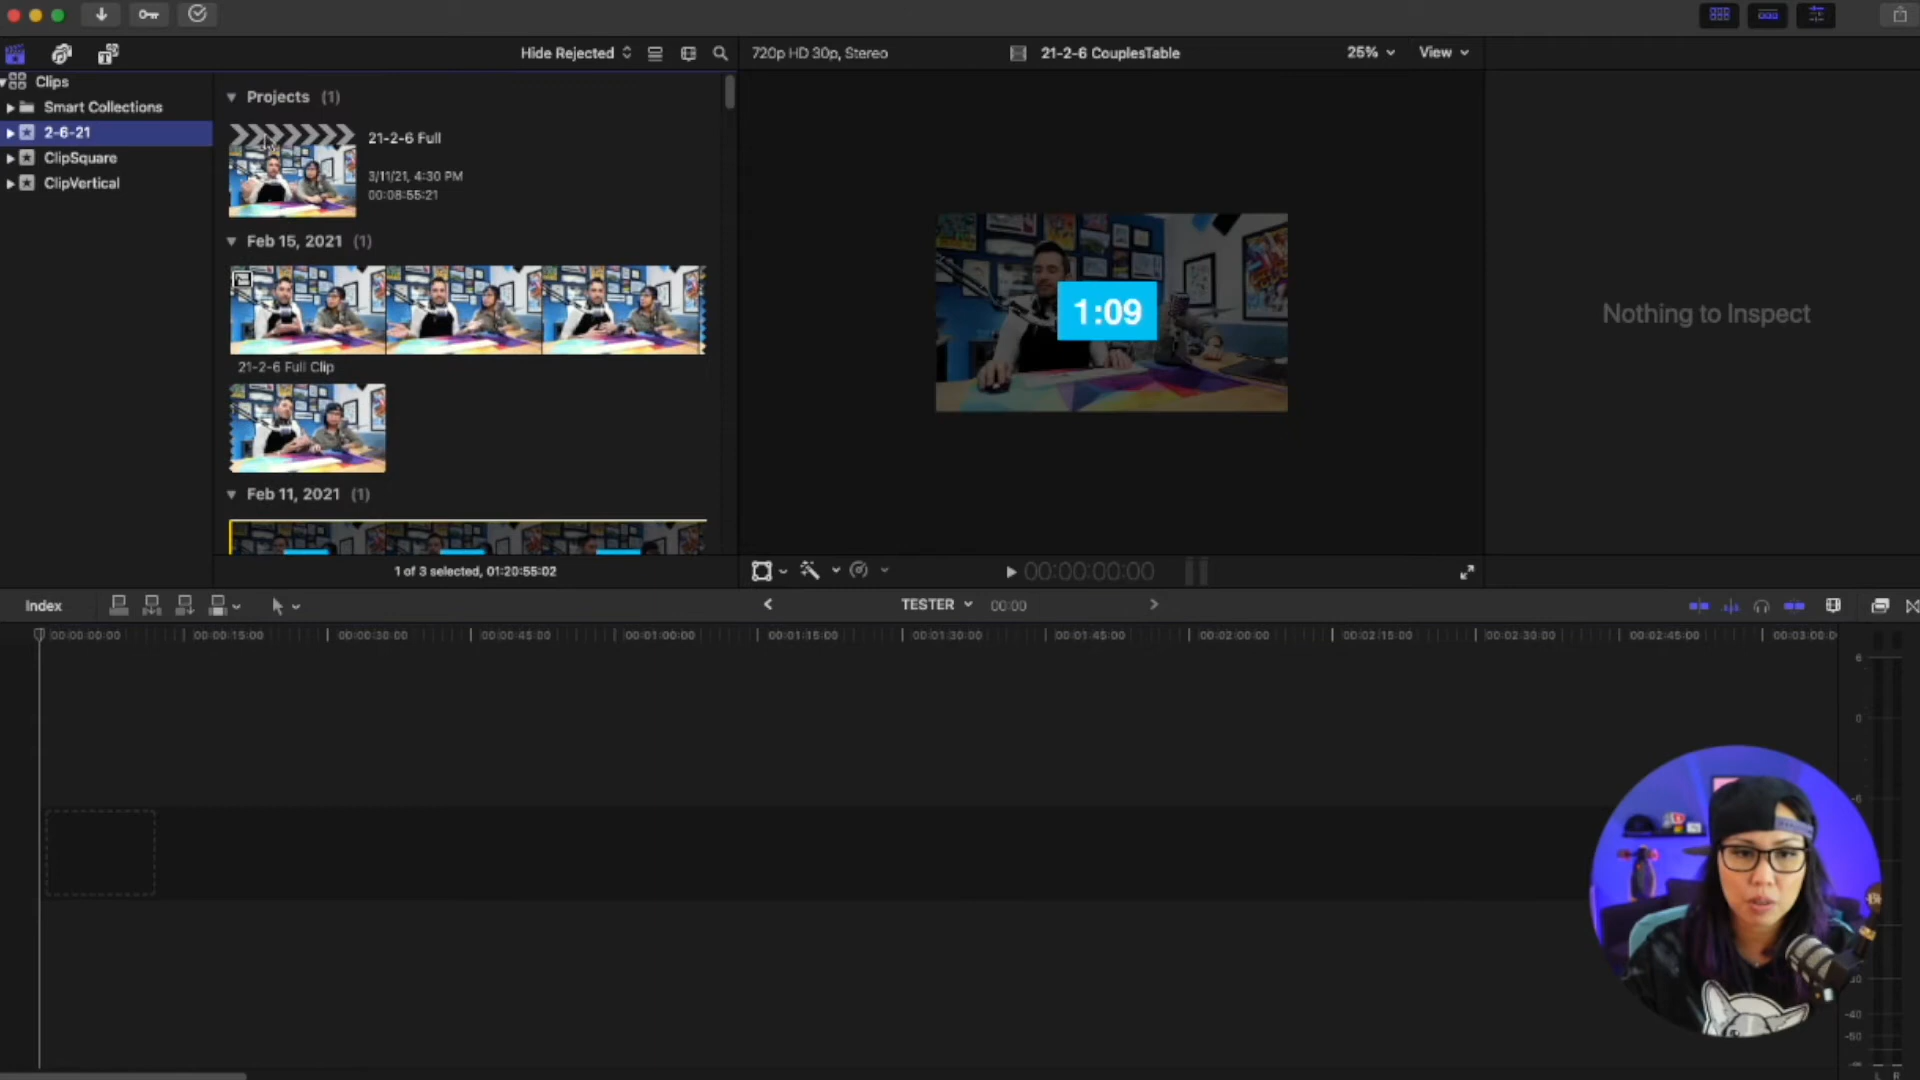 Hide Rejected
720p HD 30p, Stereo
21-2-6 CouplesTable
25%
View
Clips
Smart Collections
2-6-21
ClipSquare
ClipVertical
Projects (1)
21-2-6 Full
3/11/21, 4:30 PM
00:08:55:21
Feb 15, 2021 (1)
21-2-6 Full Clip
Feb 11, 2021 (1)
1 of 3 selected, 01:20:55:02
1:09
Nothing to Inspect
00:00:00:00
Index
TESTER
00:00
00:00:00:00
00:00:15:00
00:00:30:00
00:00:45:00
00:01:00:00
00:01:15:00
00:01:30:00
00:01:45:00
00:02:00:00
00:02:15:00
00:02:30:00
00:02:45:00
00:03:00:0
6
0
-6
-40
-50
L R